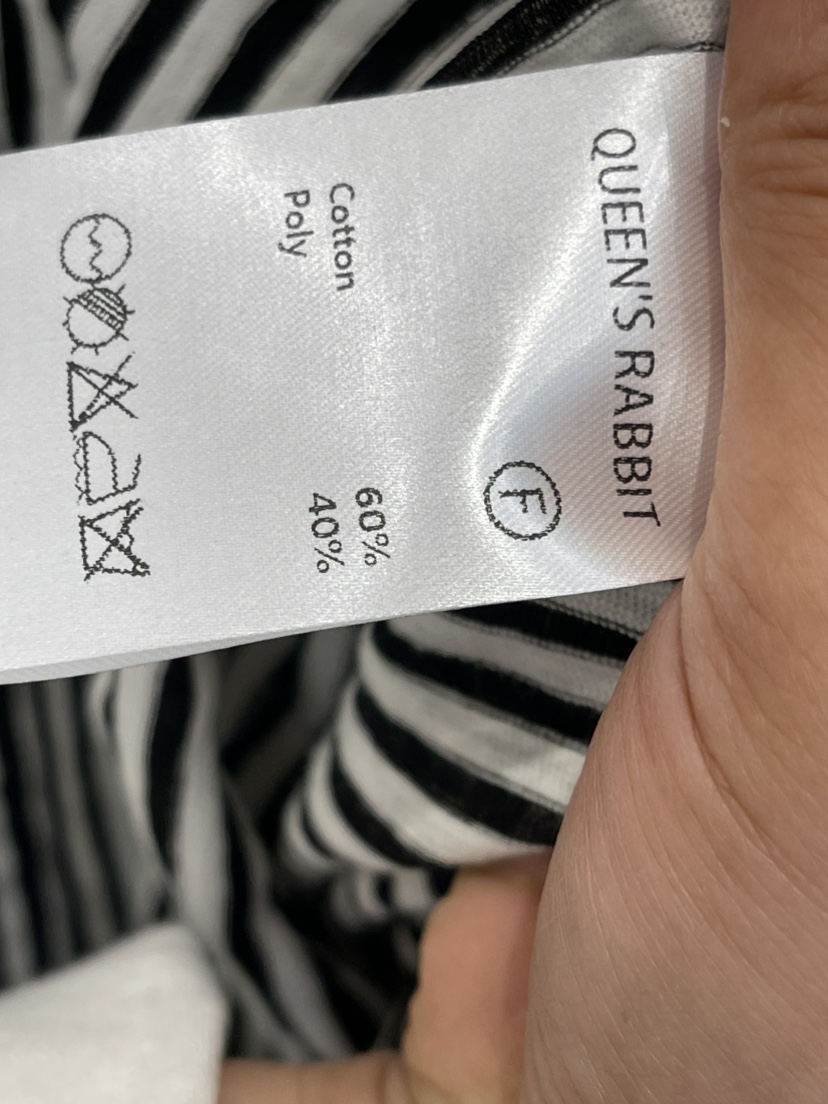 QUEEN'S RABBIT
F
Cotton 60%
Poly 40%